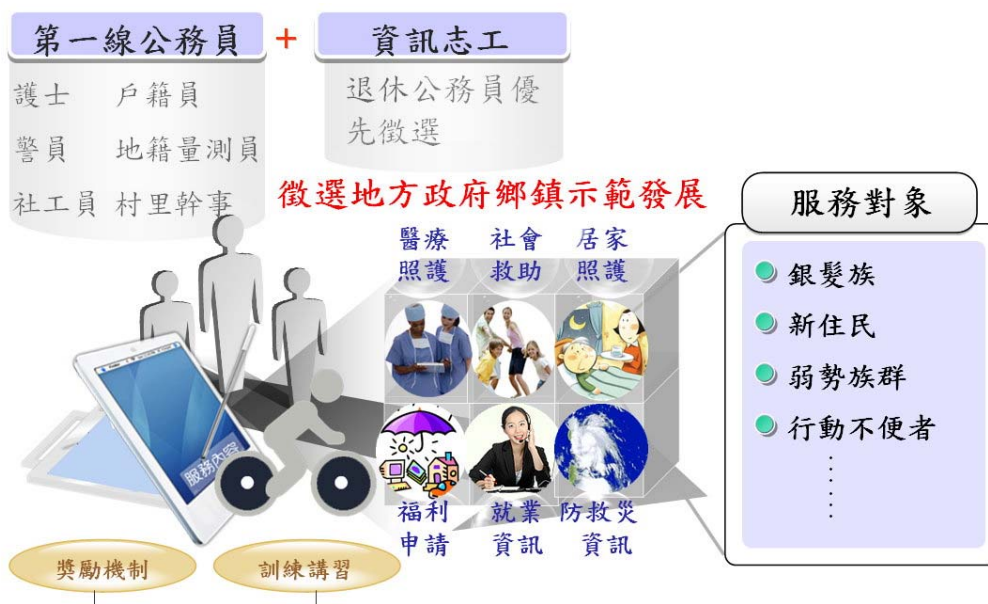 第一線公務員
+
資訊志工
護士 戶籍員
警員 地籍量測員
社工員 村里幹事
退休公務員優
先徵選
徵選地方政府鄉鎮示範發展
醫療
照護
社會
救助
居家
照護
服務內容
福利
申請
就業
資訊
防救災
資訊
服務對象
銀髮族
新住民
弱勢族群
行動不便者
......
獎勵機制
訓練講習